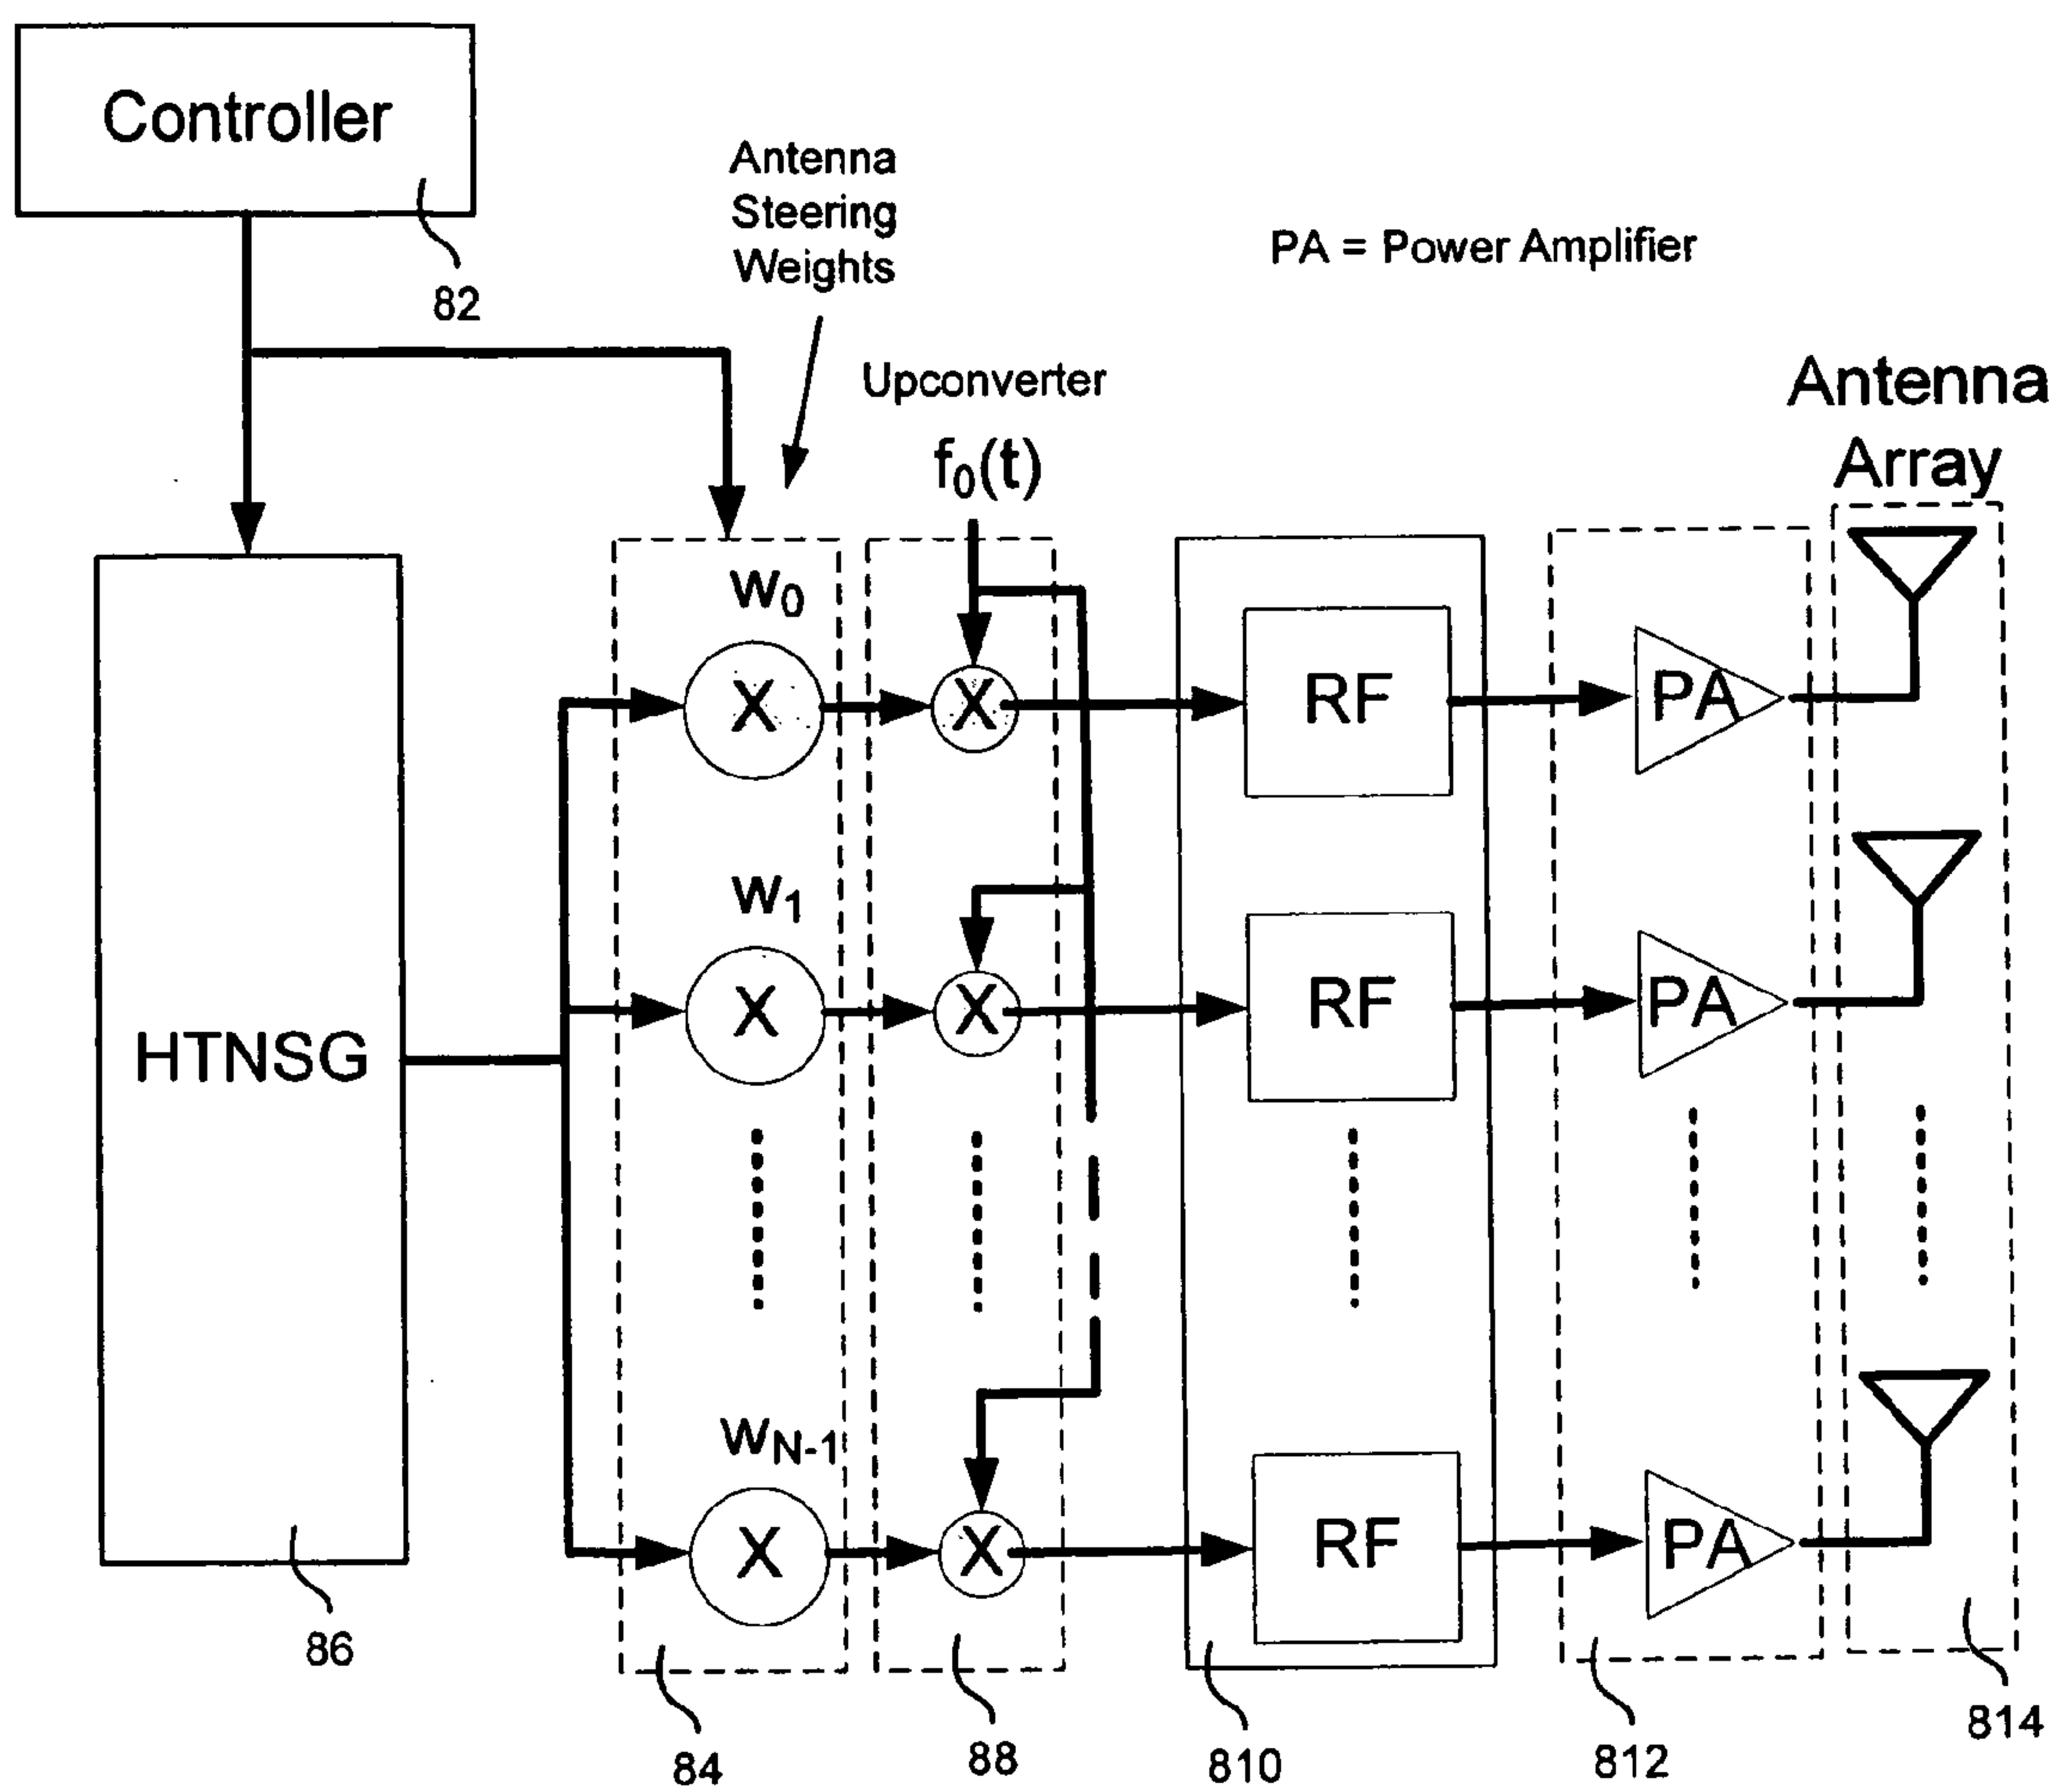 Controller
82
Antenna
Steering
Weights
PA = Power Amplifier
Upconverter
f₀(t)
Antenna
Array
HTNSG
86
W₀
X
X
RF
PA
W₁
X
X
RF
PA
W_N-1
X
X
RF
PA
84
88
810
812
814